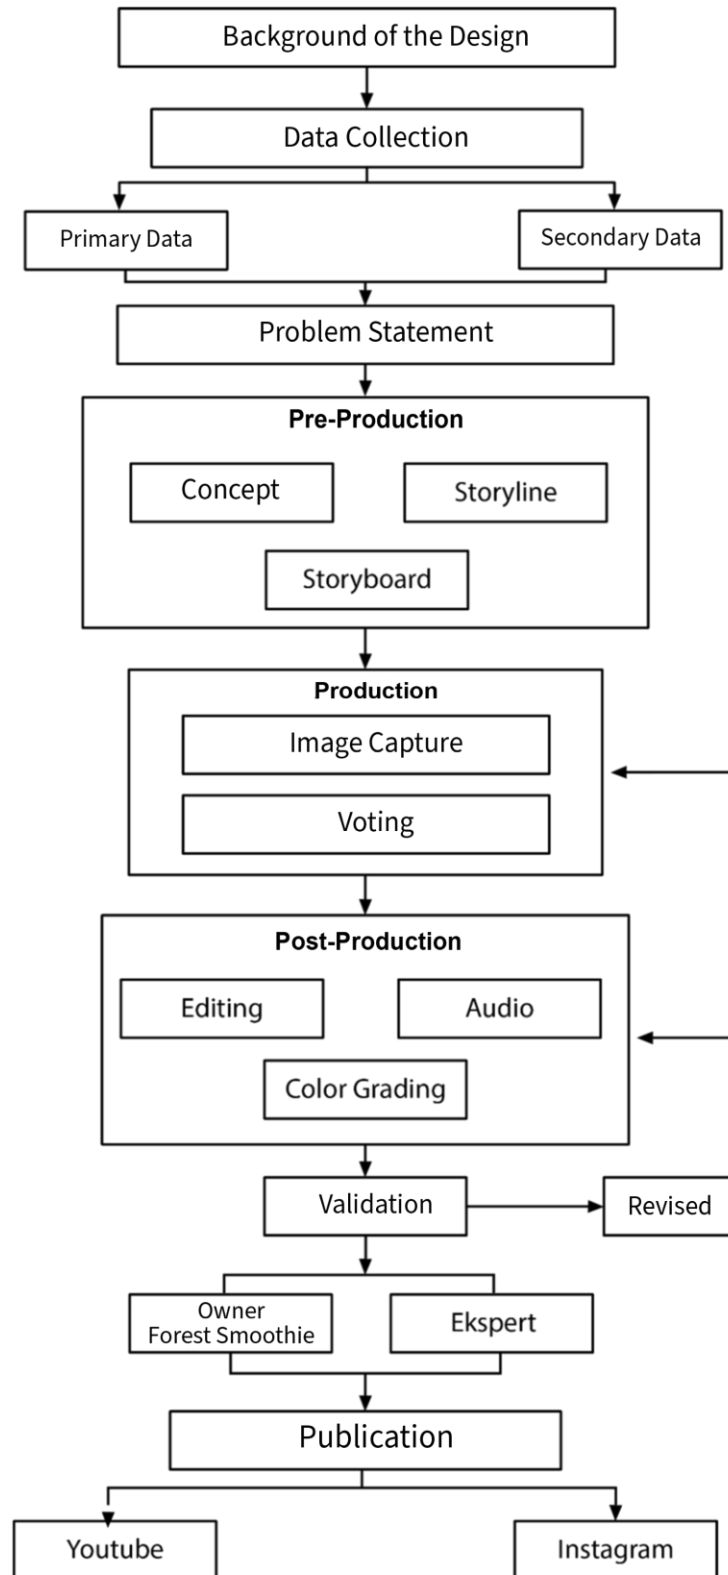 Background of the Design
Data Collection
Primary Data
Secondary Data
Problem Statement
Pre-Production
Concept
Storyline
Storyboard
Production
Image Capture
Voting
Post-Production
Editing
Audio
Color Grading
Validation
Revised
Owner
Forest Smoothie
Ekspert
Publication
Youtube
Instagram